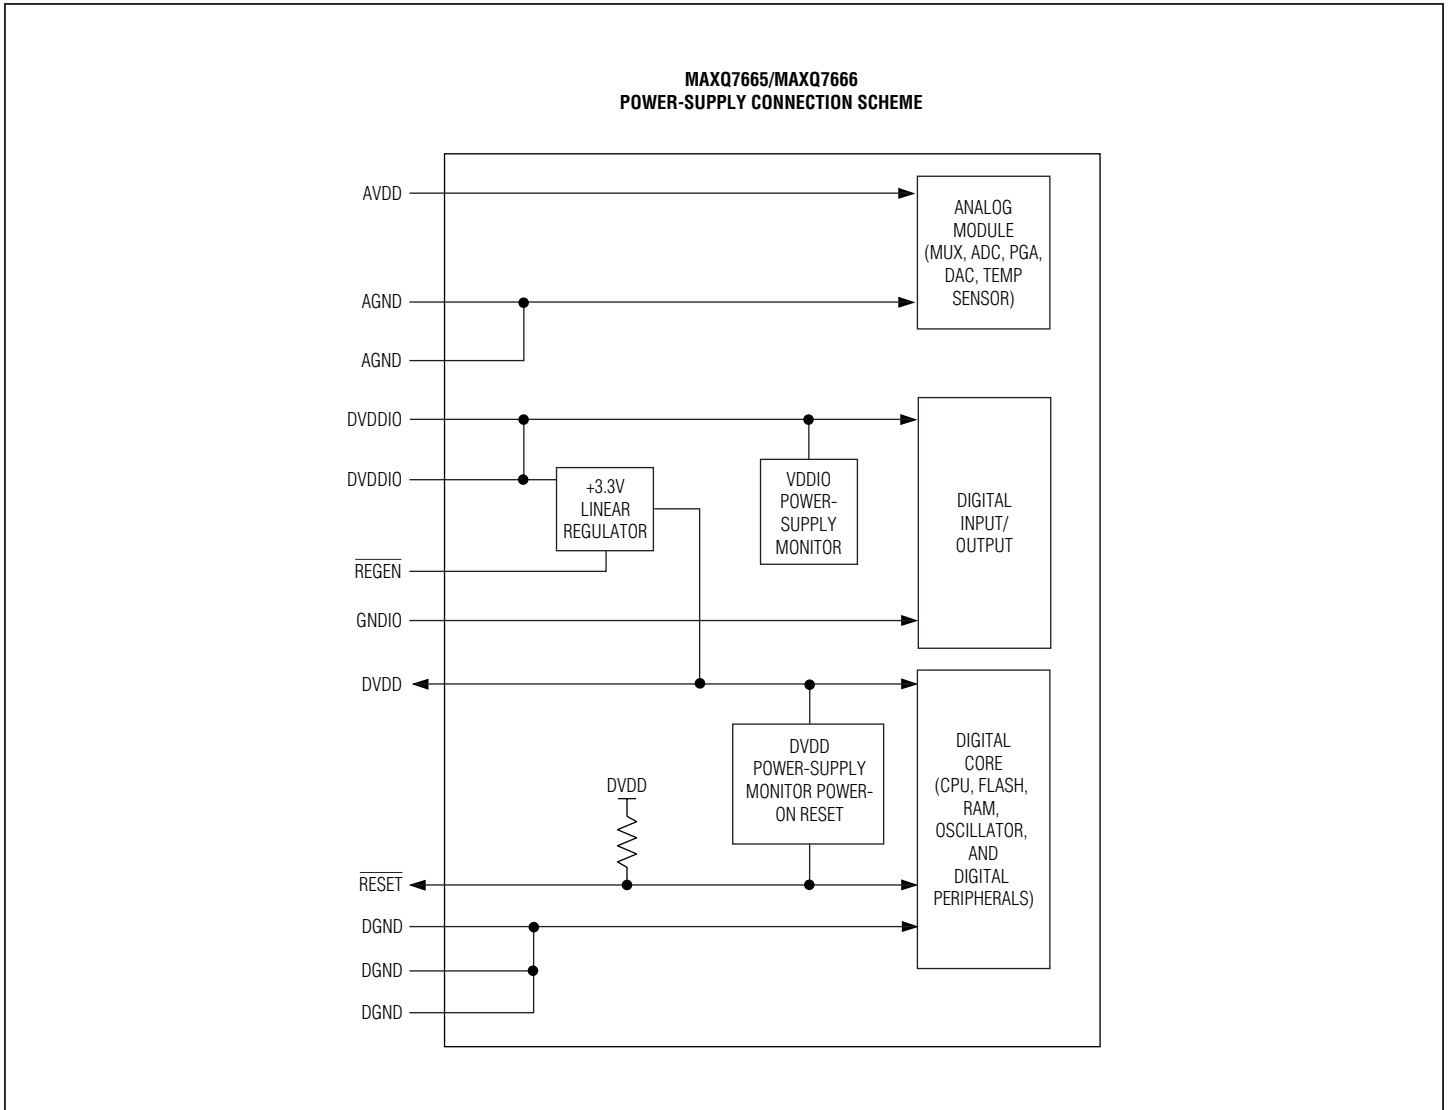 MAXQ7665/MAXQ7666
POWER-SUPPLY CONNECTION SCHEME
AVDD
ANALOG
MODULE
(MUX, ADC, PGA,
DAC, TEMP
SENSOR)
AGND
AGND
DVDDIO
DVDDIO
+3.3V
LINEAR
REGULATOR
VDDIO
POWER-
SUPPLY
MONITOR
DIGITAL
INPUT/
OUTPUT
REGEN
GNDIO
DVDD
DVDD
POWER-SUPPLY
MONITOR POWER-
ON RESET
DIGITAL
CORE
(CPU, FLASH,
RAM,
OSCILLATOR,
AND
DIGITAL
PERIPHERALS)
DVDD
RESET
DGND
DGND
DGND